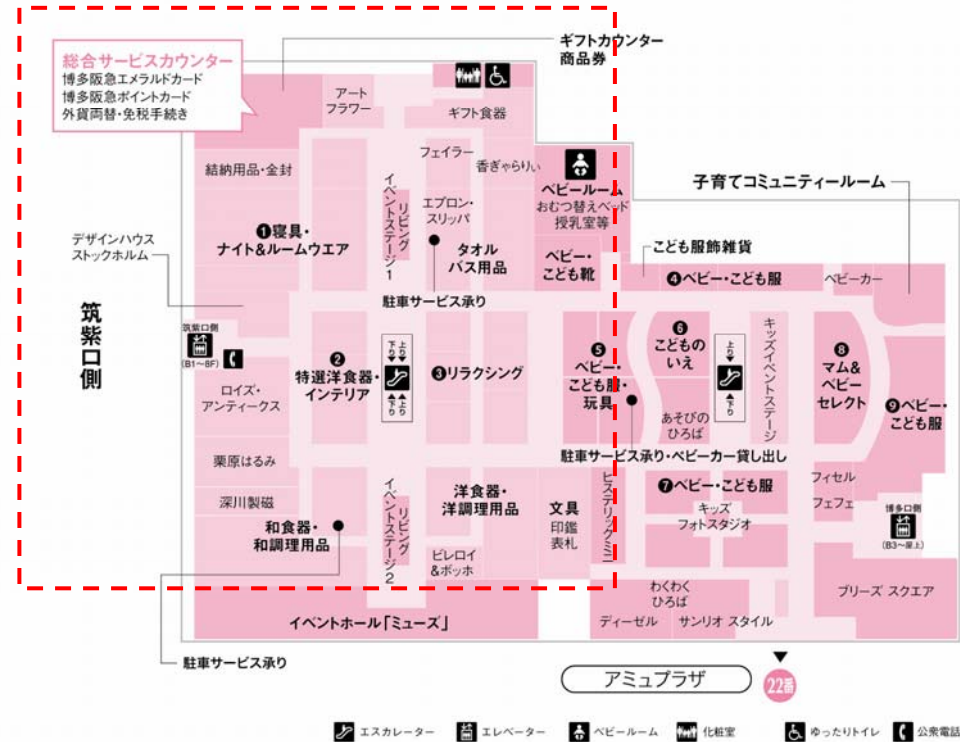 総合サービスカウンター
博多阪急エメラルドカード
博多阪急ポイントカード
外貨両替・免税手続き
ギフトカウンター
商品券
アート
フラワー
ギフト食器
フェイラー
香ぎゃらりぃ
結納用品・金封
イベントステージ1
リビング
エプロン・
スリッパ
ベビールーム
おむつ替えベッド
授乳室等
子育てコミュニティールーム
❶寝具・
ナイト&ルームウエア
タオル
バス用品
ベビー・
こども靴
こども服飾雑貨
❹ベビー・こども服
ベビーカー
デザインハウス
ストックホルム
駐車サービス承り
筑紫口側
筑紫口側
(B1〜8F)
❷
特選洋食器・
インテリア
下り
上り
下り
上り
❸リラクシング
❺
ベビー・
こども服・
玩具
❻
こどもの
いえ
あそびの
ひろば
上り
下り
キッズイベントステージ
❽
マム&
ベビー
セレクト
❾ベビー・
こども服
ロイズ・
アンティークス
栗原はるみ
深川製磁
駐車サービス承り・ベビーカー貸し出し
和食器・
和調理用品
イベントステージ2
リビング
洋食器・
洋調理用品
ビレロイ
&ボッホ
文具
印鑑
表札
ヒステリックミニ
❼ベビー・こども服
キッズ
フォトスタジオ
フィセル
フェフェ
博多口側
(B3〜屋上)
わくわく
ひろば
ディーゼル
サンリオ スタイル
ブリーズ スクエア
イベントホール「ミューズ」
駐車サービス承り
アミュプラザ
22番
エスカレーター
エレベーター
ベビールーム
化粧室
ゆったりトイレ
公衆電話